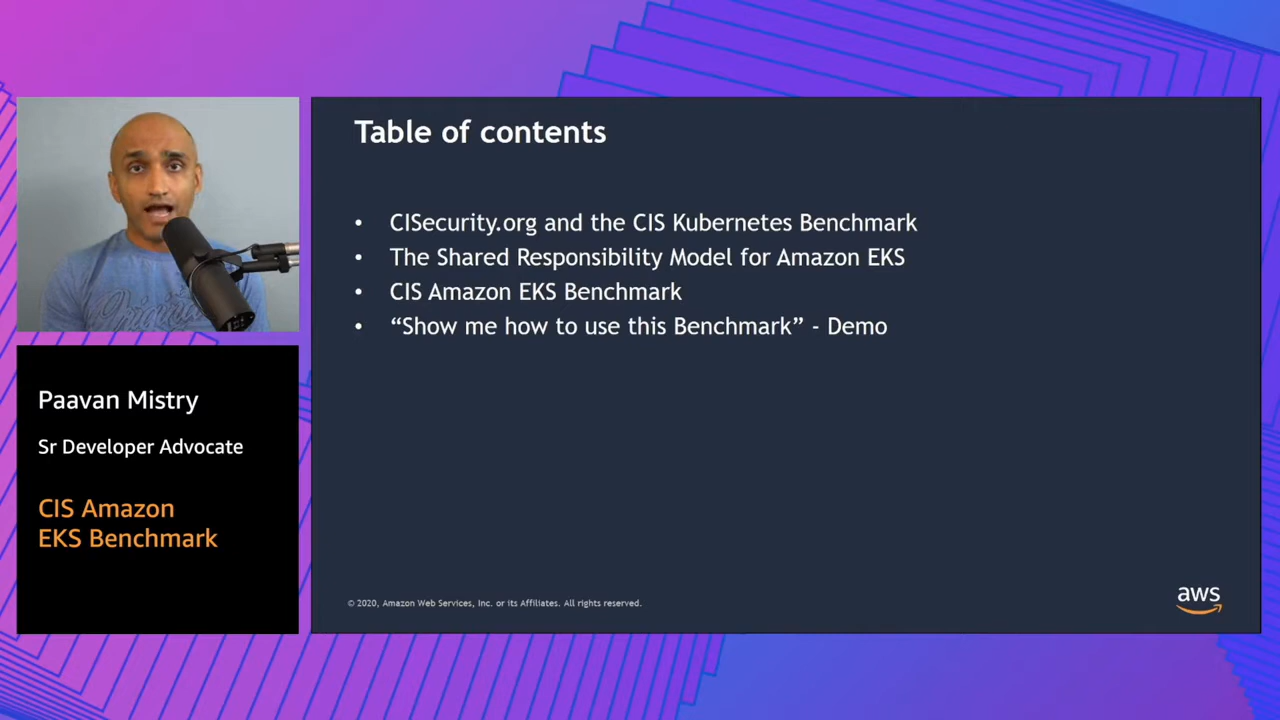 Table of contents
• CISecurity.org and the CIS Kubernetes Benchmark
• The Shared Responsibility Model for Amazon EKS
• CIS Amazon EKS Benchmark
• “Show me how to use this Benchmark” - Demo
Paavan Mistry
Sr Developer Advocate
CIS Amazon
EKS Benchmark
© 2020, Amazon Web Services, Inc. or its Affiliates. All rights reserved.
aws